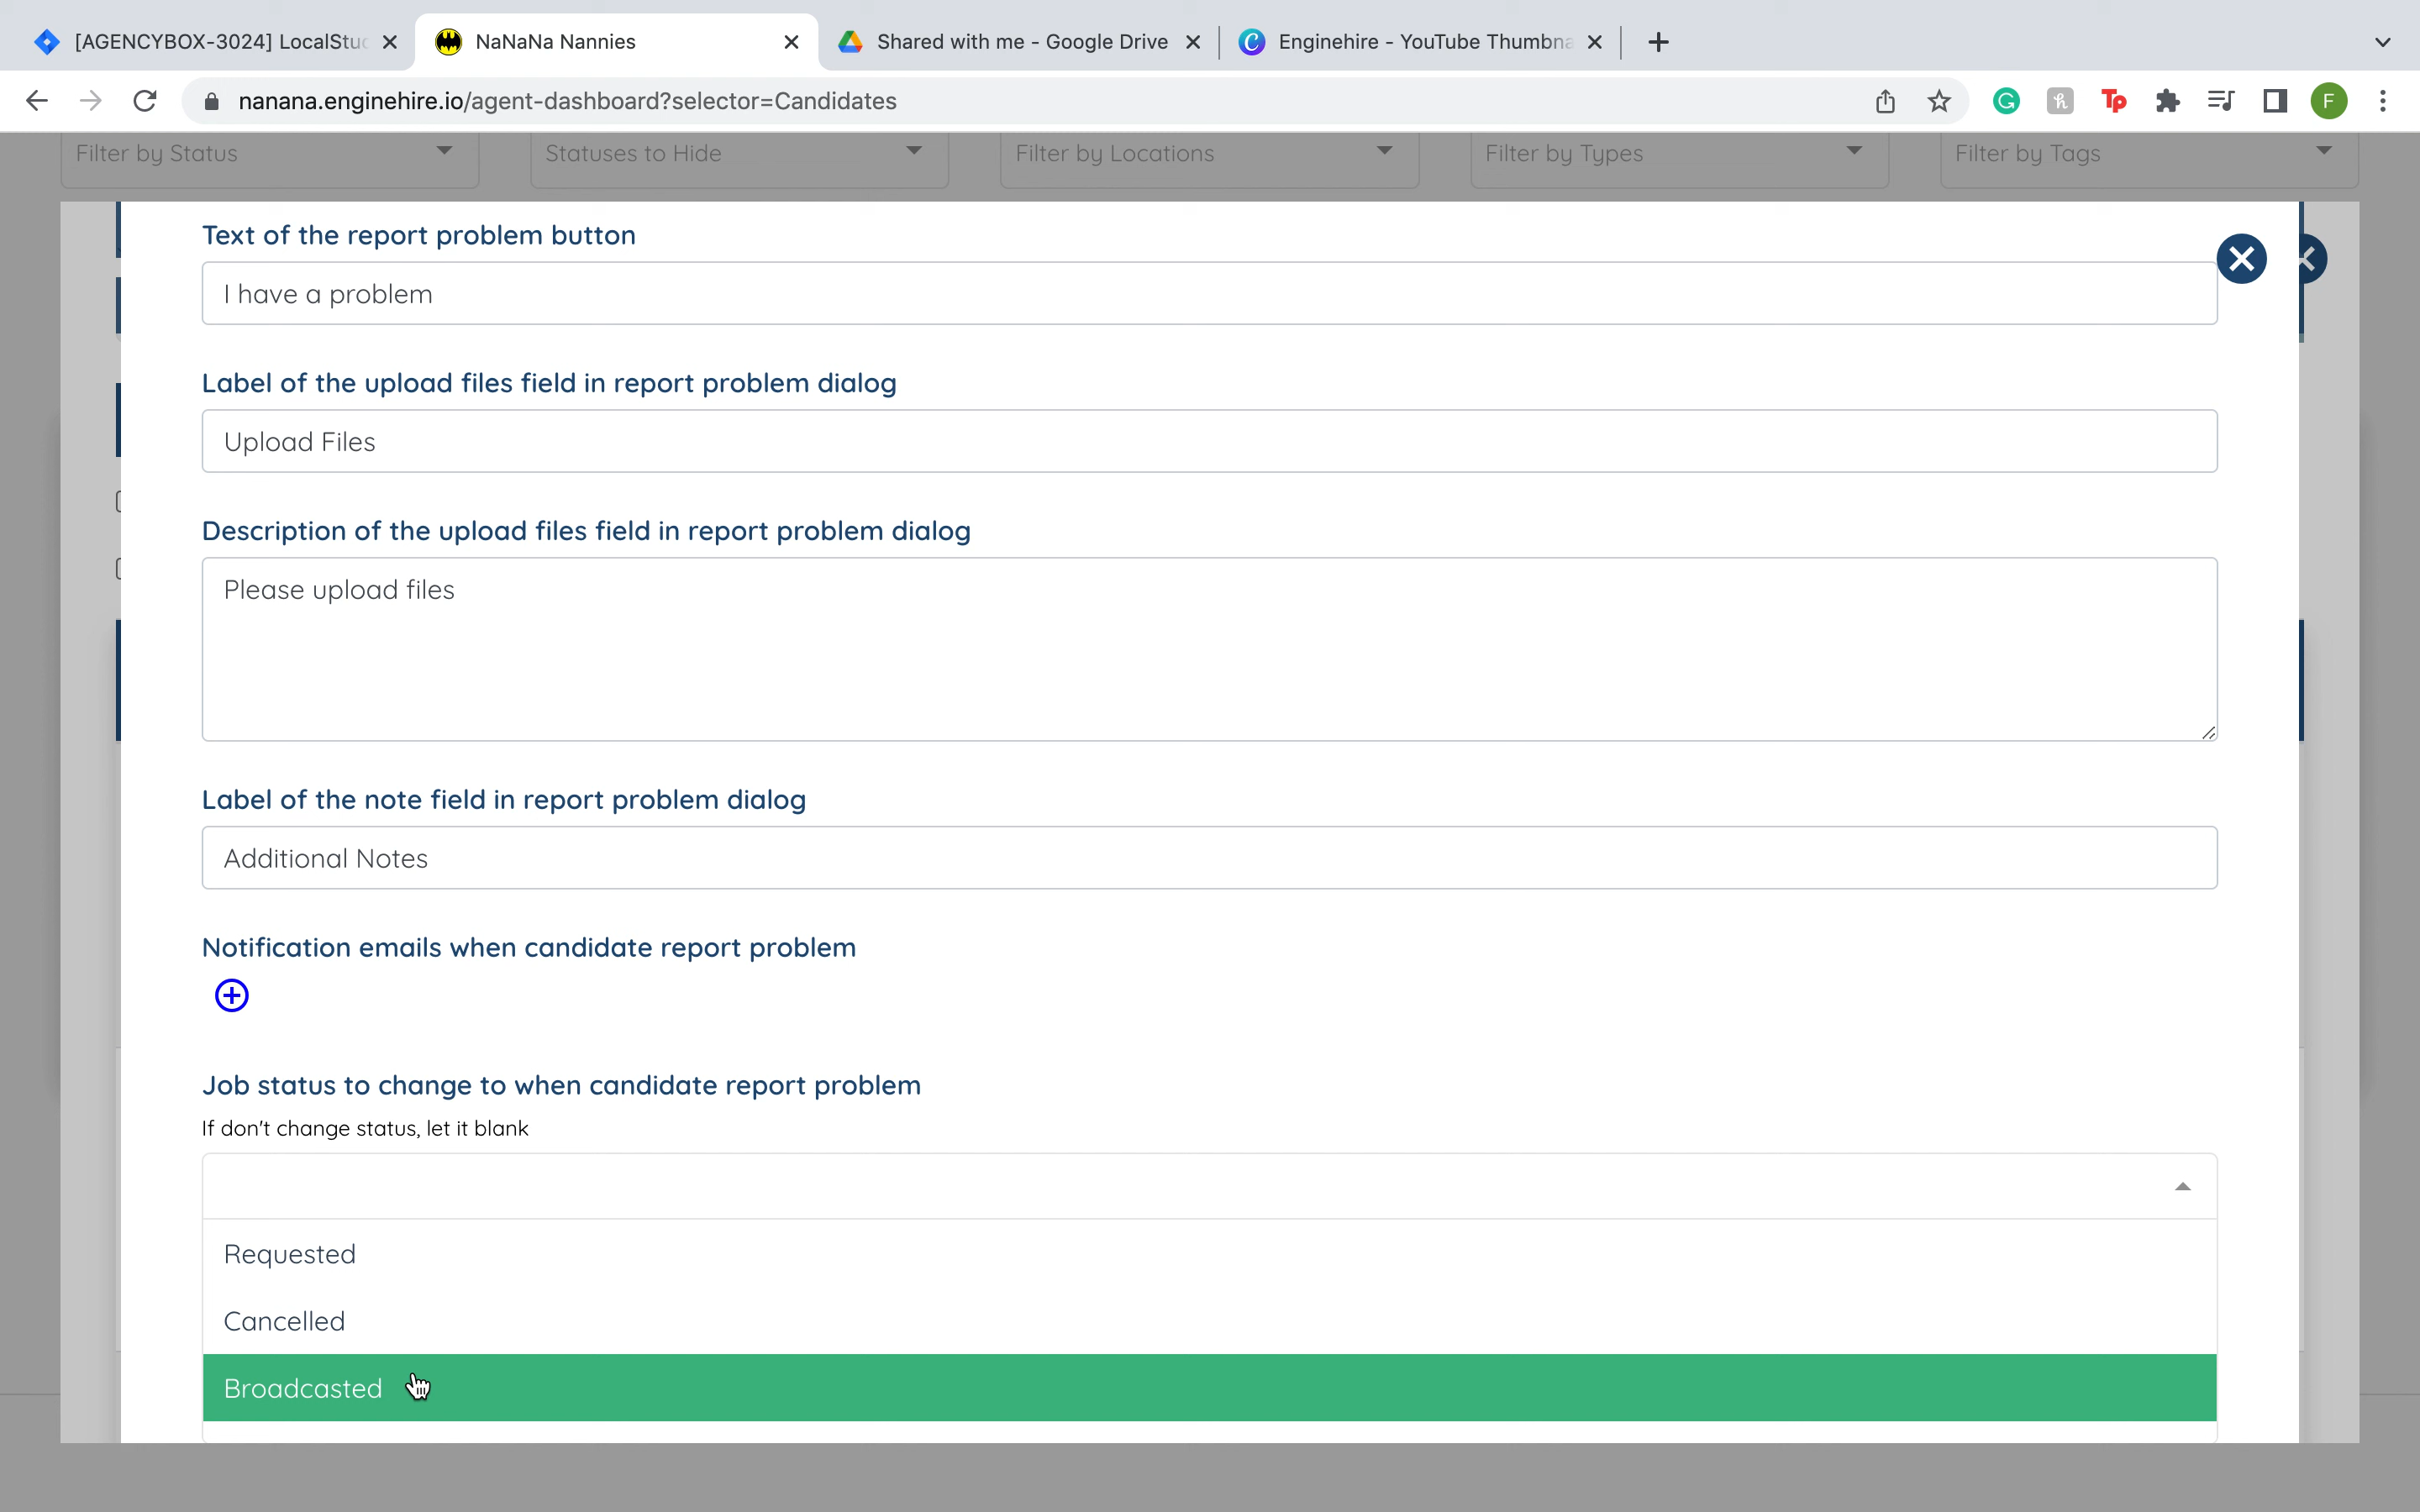 [AGENCYBOX-3024] LocalStu
NaNaNa Nannies
Shared with me - Google Drive
Enginehire - YouTube Thumbna
nanana.enginehire.io/agent-dashboard?selector=Candidates
F
Filter by Status
Statuses to Hide
Filter by Locations
Filter by Types
Filter by Tags
Text of the report problem button
I have a problem
Label of the upload files field in report problem dialog
Upload Files
Description of the upload files field in report problem dialog
Please upload files
Label of the note field in report problem dialog
Additional Notes
Notification emails when candidate report problem
Job status to change to when candidate report problem
If don't change status, let it blank
Requested
Cancelled
Broadcasted